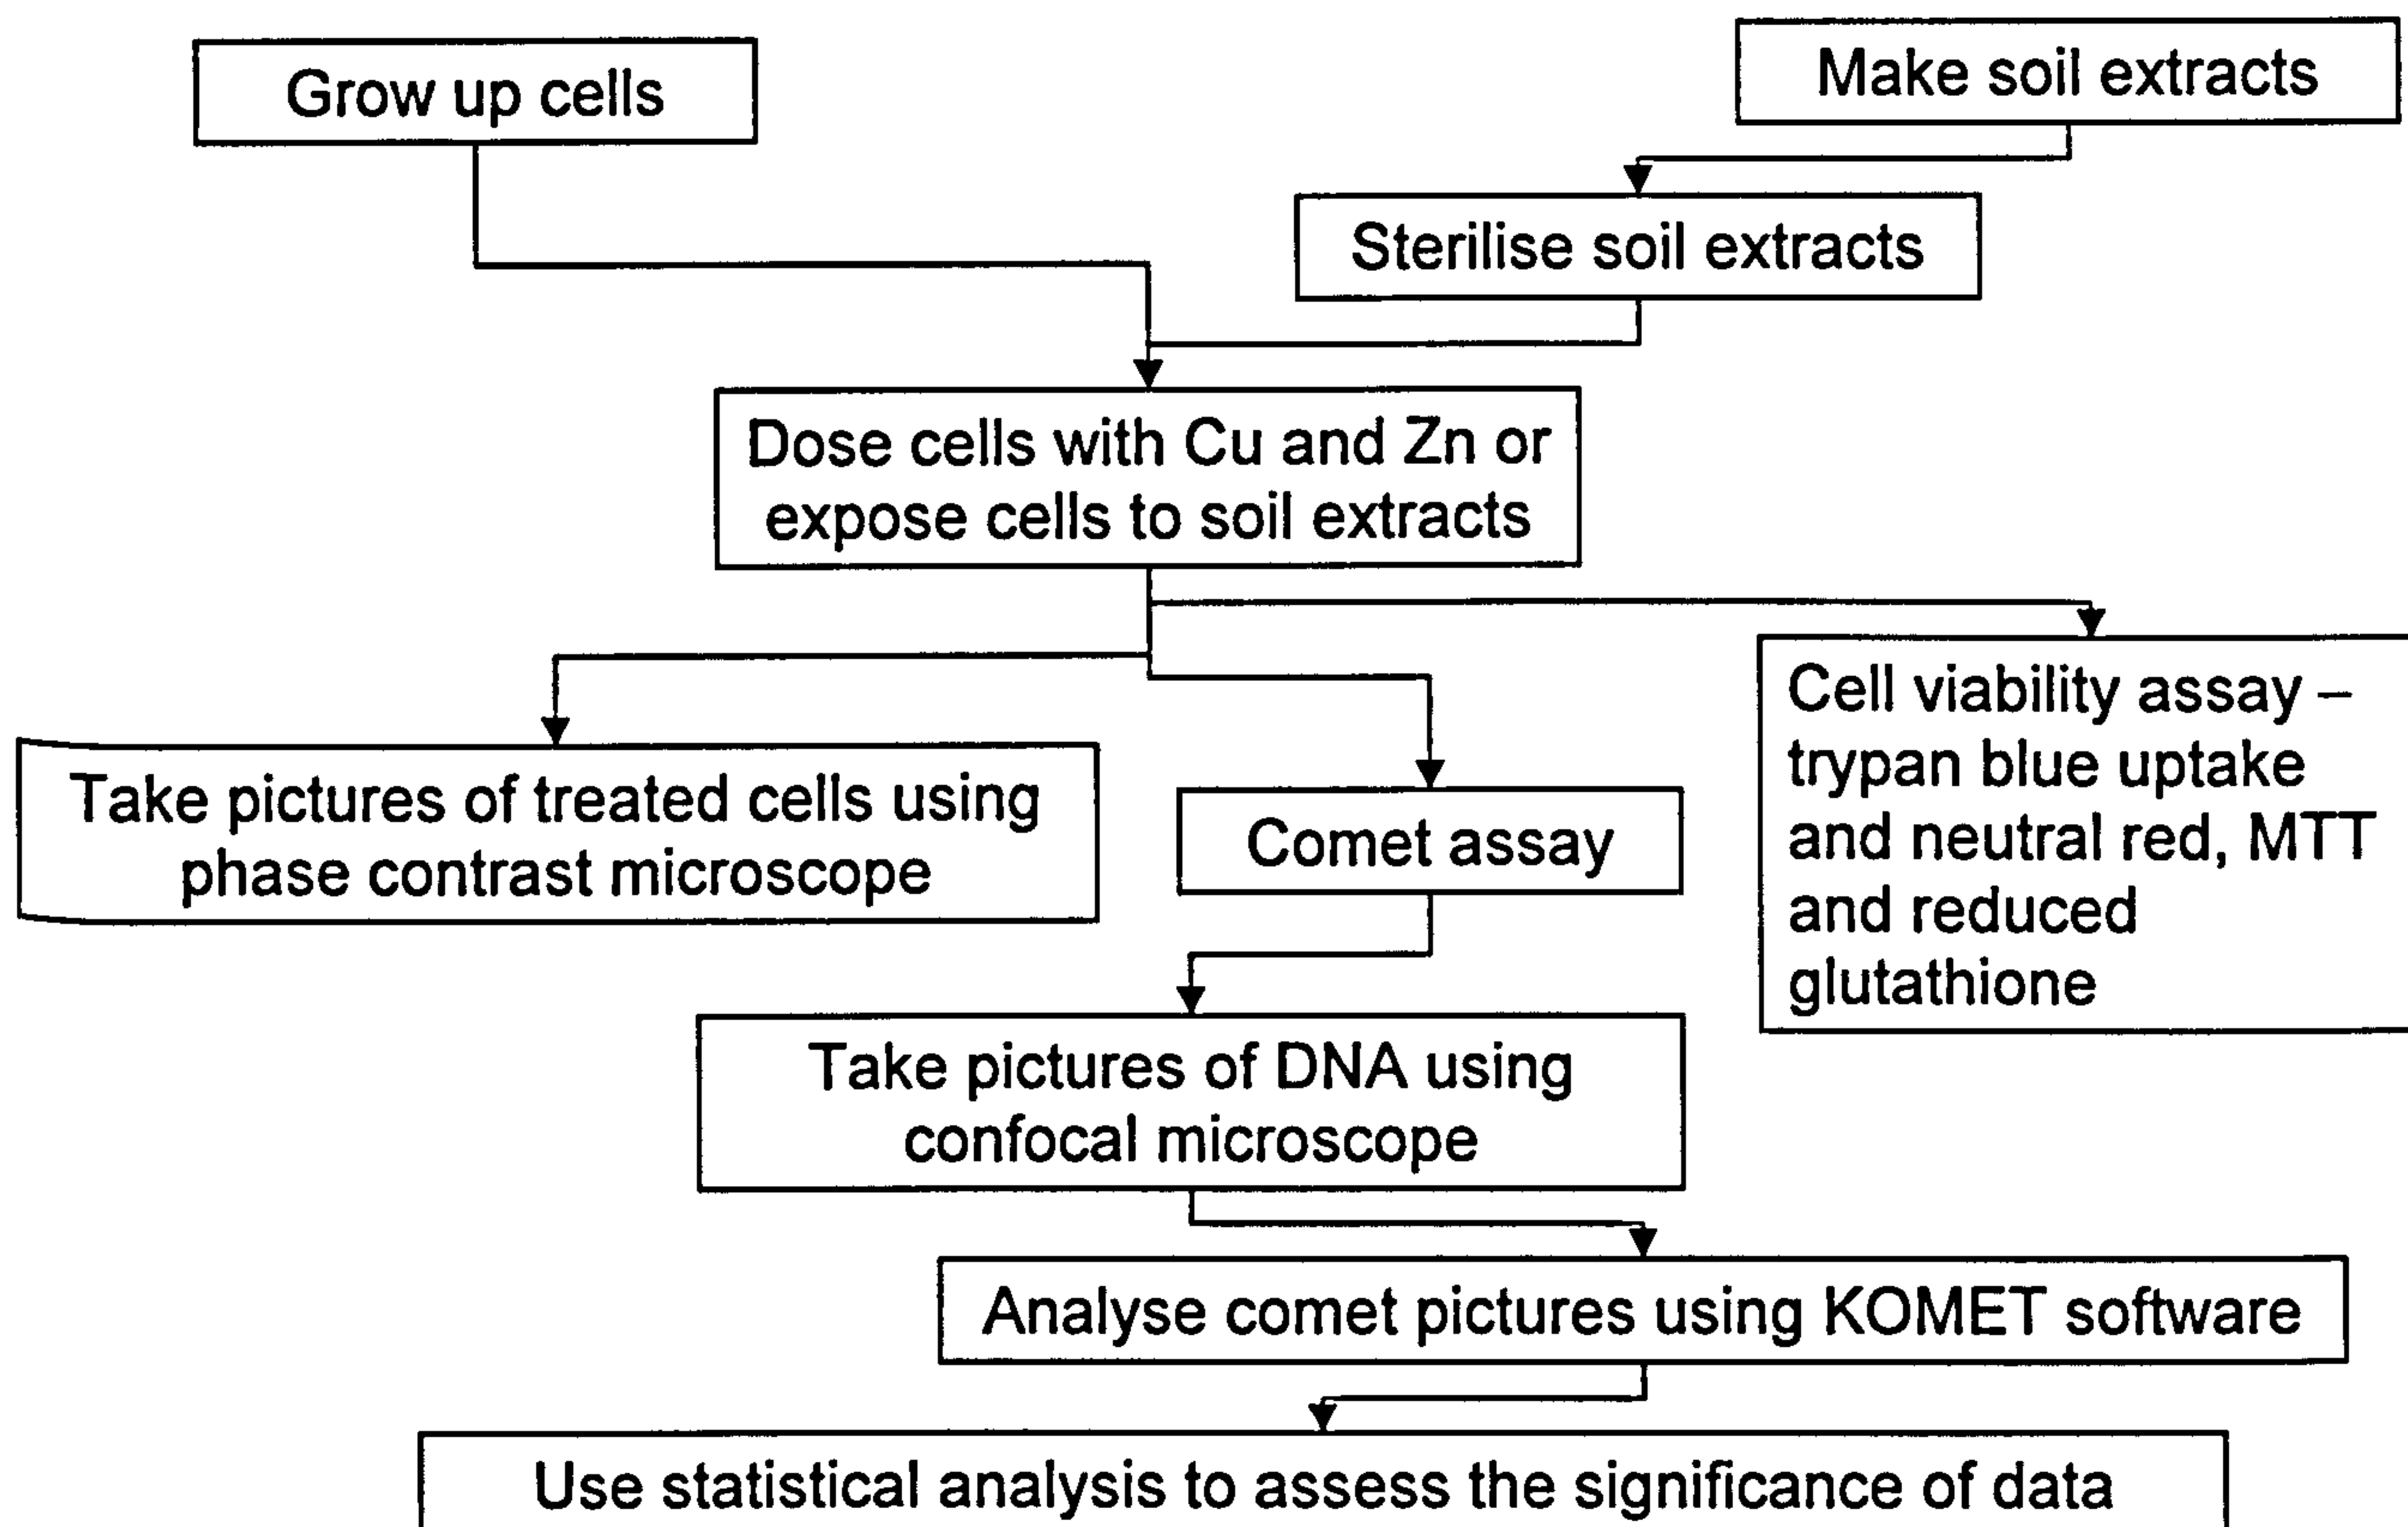 Grow up cells
Make soil extracts
Sterilise soil extracts
Dose cells with Cu and Zn or
expose cells to soil extracts
Take pictures of treated cells using
phase contrast microscope
Comet assay
Cell viability assay –
trypan blue uptake
and neutral red, MTT
and reduced
glutathione
Take pictures of DNA using
confocal microscope
Analyse comet pictures using KOMET software
Use statistical analysis to assess the significance of data